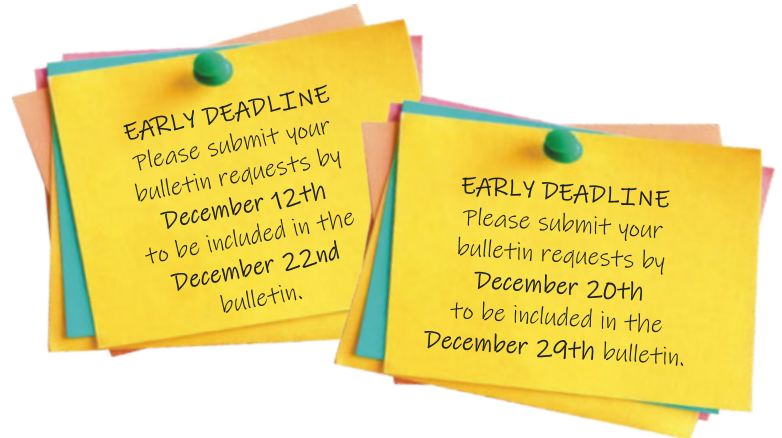 EARLY DEADLINE
Please submit your
bulletin requests by
December 12th
to be included in the
December 22nd
bulletin.
EARLY DEADLINE
Please submit your
bulletin requests by
December 20th
to be included in the
December 29th bulletin.